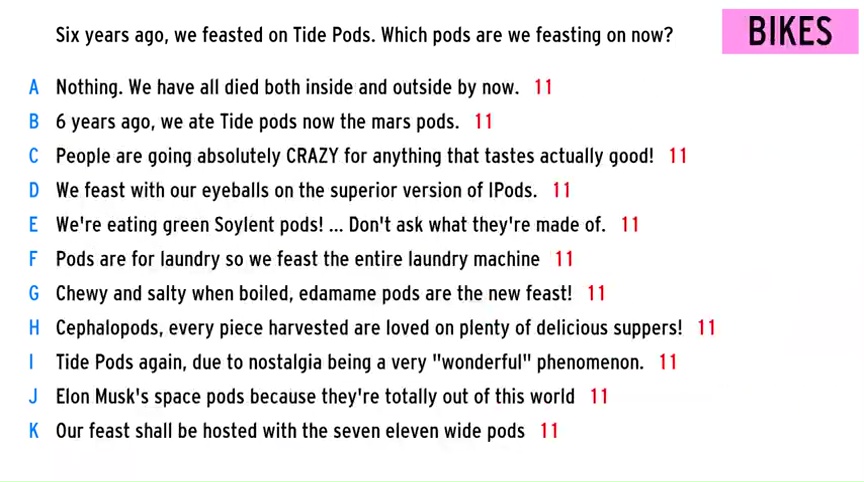 Six years ago, we feasted on Tide Pods. Which pods are we feasting on now?
BIKES
A Nothing. We have all died both inside and outside by now. 11
B 6 years ago, we ate Tide pods now the mars pods. 11
C People are going absolutely CRAZY for anything that tastes actually good! 11
D We feast with our eyeballs on the superior version of IPods. 11
E We're eating green Soylent pods! ... Don't ask what they're made of. 11
F Pods are for laundry so we feast the entire laundry machine 11
G Chewy and salty when boiled, edamame pods are the new feast! 11
H Cephalopods, every piece harvested are loved on plenty of delicious suppers! 11
I Tide Pods again, due to nostalgia being a very "wonderful" phenomenon. 11
J Elon Musk's space pods because they're totally out of this world 11
K Our feast shall be hosted with the seven eleven wide pods 11